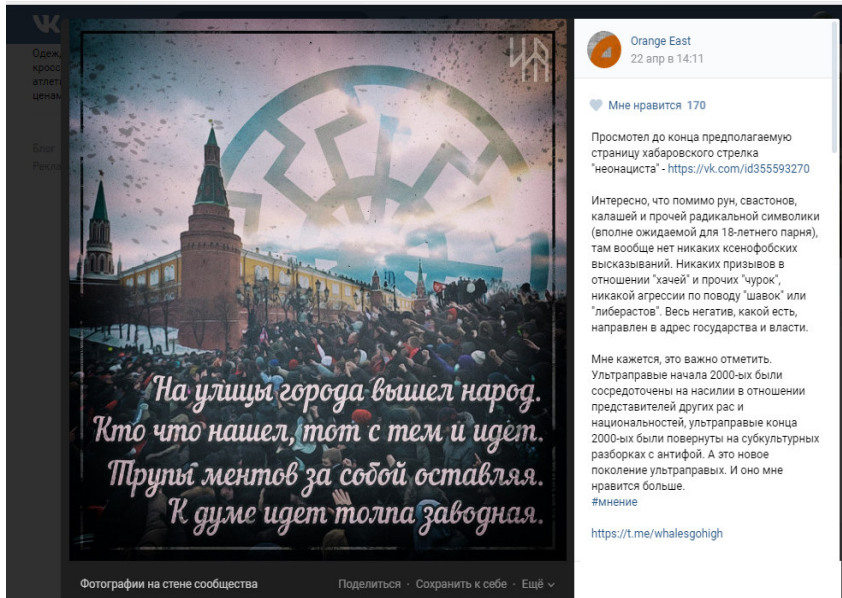 Одеж
кросс
атлет
ценам
Блог
Рекла
На улицы города вышел народ.
Кто что нашел, тот с тем и идет.
Трупы ментов за собой оставляя.
К думе идет толпа заводная.
Фотографии на стене сообщества
Поделиться · Сохранить к себе · Ещё
Orange East
22 апр в 14:11
Мне нравится 170
Просмотел до конца предполагаемую
страницу хабаровского стрелка
"неонациста" - https://vk.com/id355593270
Интересно, что помимо рун, свастонов,
калашей и прочей радикальной символики
(вполне ожидаемой для 18-летнего парня),
там вообще нет никаких ксенофобских
высказываний. Никаких призывов в
отношении "хачей" и прочих "чурок",
никакой агрессии по поводу "шавок" или
"либерастов". Весь негатив, какой есть,
направлен в адрес государства и власти.
Мне кажется, это важно отметить.
Ультраправые начала 2000-ых были
сосредоточены на насилии в отношении
представителей других рас и
национальностей, ультраправые конца
2000-ых были повернуты на субкультурных
разборках с антифой. А это новое
поколение ультраправых. И оно мне
нравится больше.
#мнение
https://t.me/whalesgohigh